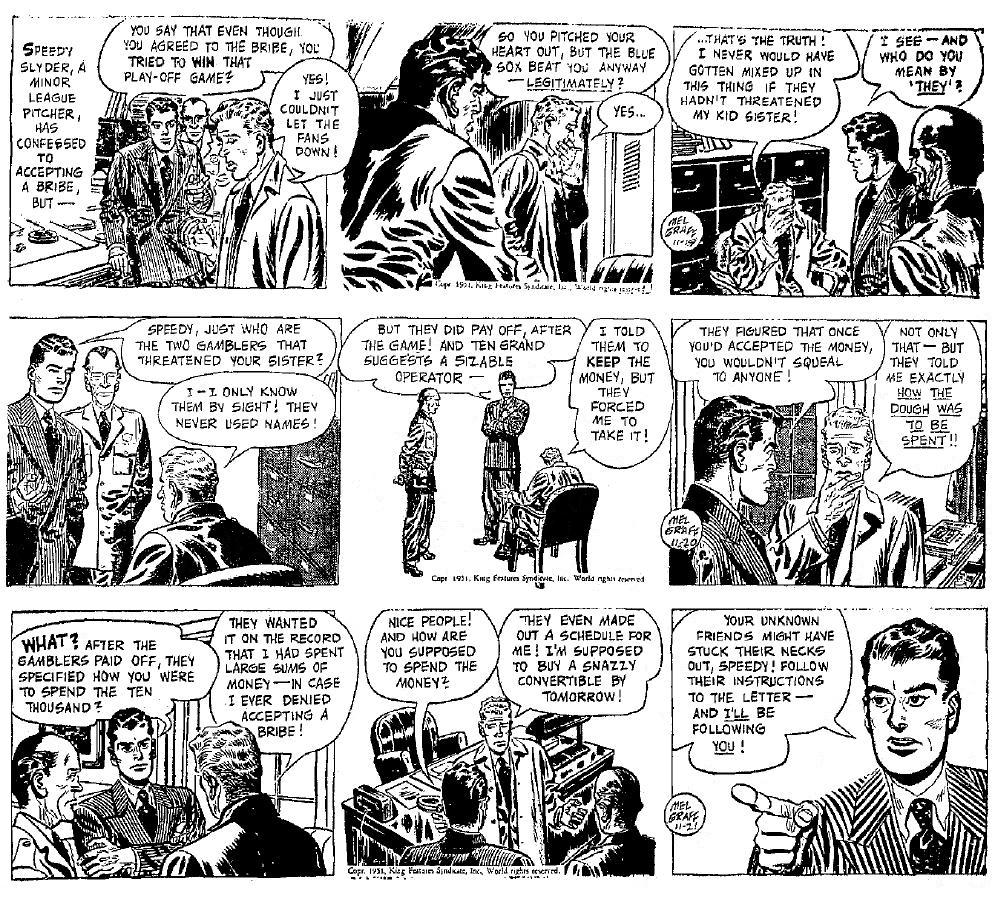 SPEEDY
SLYDER, A
MINOR
LEAGUE
PITCHER,
HAS
CONFESSED
TO
ACCEPTING
A BRIBE,
BUT —
YOU SAY THAT EVEN THOUGH
YOU AGREED TO THE BRIBE, YOU
TRIED TO WIN THAT
PLAY-OFF GAME?
YES!
I JUST
COULDN'T
LET THE
FANS
DOWN!
SO YOU PITCHED YOUR
HEART OUT, BUT THE BLUE
SOX BEAT YOU ANYWAY
— LEGITIMATELY?
YES...
Copr. 1951, King Features Syndicate, Inc., World rights reserved.
...THAT'S THE TRUTH!
I NEVER WOULD HAVE
GOTTEN MIXED UP IN
THIS THING IF THEY
HADN'T THREATENED
MY KID SISTER!
I SEE — AND
WHO DO YOU
MEAN BY
'THEY'?
MEL
GRAFF
11-19
SPEEDY, JUST WHO ARE
THE TWO GAMBLERS THAT
THREATENED YOUR SISTER?
I - I ONLY KNOW
THEM BY SIGHT! THEY
NEVER USED NAMES!
BUT THEY DID PAY OFF, AFTER
THE GAME! AND TEN GRAND
SUGGESTS A SIZABLE
OPERATOR —
I TOLD
THEM TO
KEEP THE
MONEY, BUT
THEY
FORCED
ME TO
TAKE IT!
Copr. 1951, King Features Syndicate, Inc. World rights reserved
THEY FIGURED THAT ONCE
YOU'D ACCEPTED THE MONEY,
YOU WOULDN'T SQUEAL
TO ANYONE!
NOT ONLY
THAT — BUT
THEY TOLD
ME EXACTLY
HOW THE
DOUGH WAS
TO BE
SPENT!!
MEL
GRAFF
11-20
WHAT? AFTER THE
GAMBLERS PAID OFF, THEY
SPECIFIED HOW YOU WERE
TO SPEND THE TEN
THOUSAND?
THEY WANTED
IT ON THE RECORD
THAT I HAD SPENT
LARGE SUMS OF
MONEY — IN CASE
I EVER DENIED
ACCEPTING A
BRIBE!
NICE PEOPLE!
AND HOW ARE
YOU SUPPOSED
TO SPEND THE
MONEY?
THEY EVEN MADE
OUT A SCHEDULE FOR
ME! I'M SUPPOSED
TO BUY A SNAZZY
CONVERTIBLE BY
TOMORROW!
Copr. 1951, King Features Syndicate, Inc., World rights reserved.
YOUR UNKNOWN
FRIENDS MIGHT HAVE
STUCK THEIR NECKS
OUT, SPEEDY! FOLLOW
THEIR INSTRUCTIONS
TO THE LETTER —
AND I'LL BE
FOLLOWING
YOU!
MEL
GRAFF
11-21